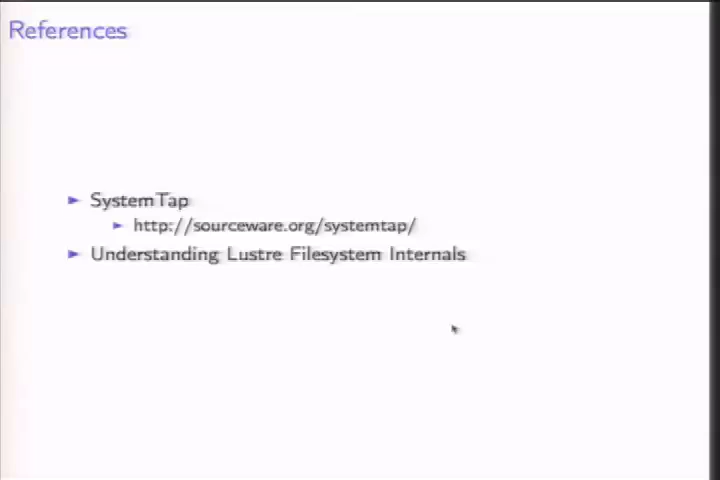 References
SystemTap
http://sourceware.org/systemtap/
Understanding Lustre Filesystem Internals